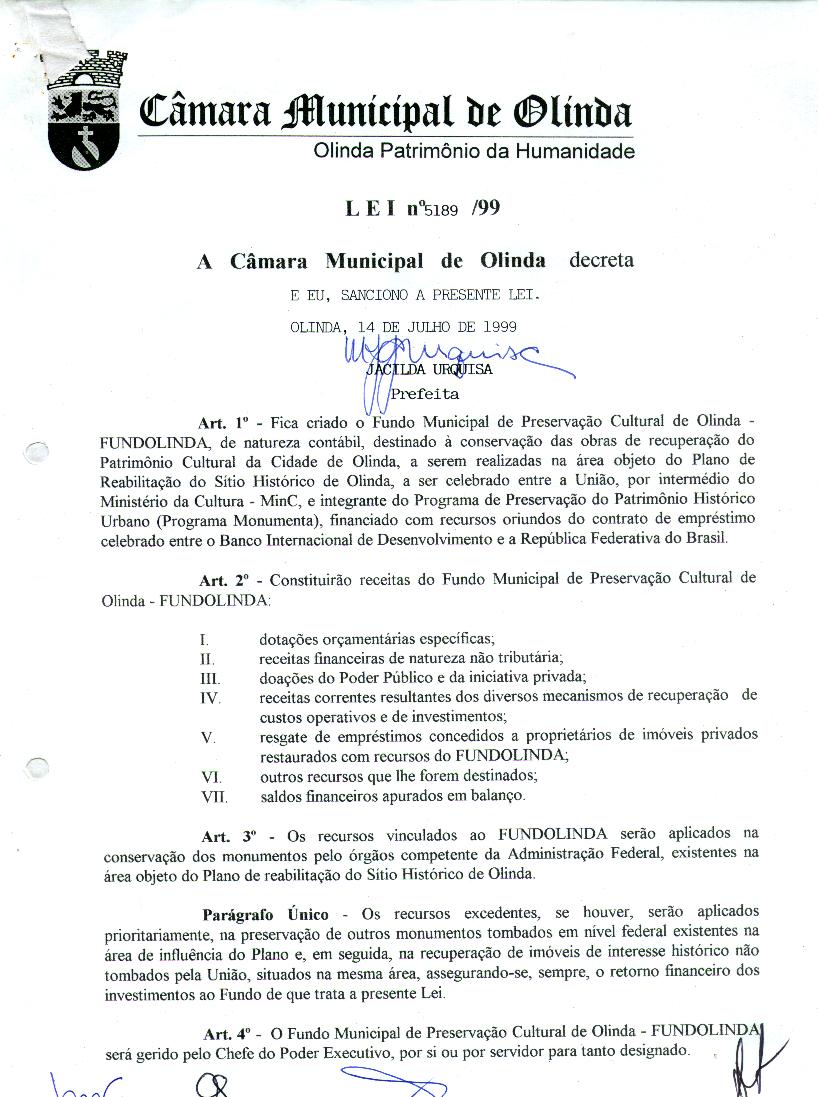 Câmara Municipal de Olinda
Olinda Patrimônio da Humanidade
L E I nº5189 /99
A Câmara Municipal de Olinda decreta
E EU, SANCIONO A PRESENTE LEI.
OLINDA, 14 DE JULHO DE 1999
JACILDA URQUISA
Prefeita
Art. 1º - Fica criado o Fundo Municipal de Preservação Cultural de Olinda -
FUNDOLINDA, de natureza contábil, destinado à conservação das obras de recuperação do
Patrimônio Cultural da Cidade de Olinda, a serem realizadas na área objeto do Plano de
Reabilitação do Sítio Histórico de Olinda, a ser celebrado entre a União, por intermédio do
Ministério da Cultura - MinC, e integrante do Programa de Preservação do Patrimônio Histórico
Urbano (Programa Monumenta), financiado com recursos oriundos do contrato de empréstimo
celebrado entre o Banco Internacional de Desenvolvimento e a República Federativa do Brasil.
Art. 2º - Constituirão receitas do Fundo Municipal de Preservação Cultural de
Olinda - FUNDOLINDA:
I. dotações orçamentárias específicas;
II. receitas financeiras de natureza não tributária;
III. doações do Poder Público e da iniciativa privada;
IV. receitas correntes resultantes dos diversos mecanismos de recuperação de
custos operativos e de investimentos;
V. resgate de empréstimos concedidos a proprietários de imóveis privados
restaurados com recursos do FUNDOLINDA;
VI. outros recursos que lhe forem destinados;
VII. saldos financeiros apurados em balanço.
Art. 3º - Os recursos vinculados ao FUNDOLINDA serão aplicados na
conservação dos monumentos pelo órgãos competente da Administração Federal, existentes na
área objeto do Plano de reabilitação do Sítio Histórico de Olinda.
Parágrafo Único - Os recursos excedentes, se houver, serão aplicados
prioritariamente, na preservação de outros monumentos tombados em nível federal existentes na
área de influência do Plano e, em seguida, na recuperação de imóveis de interesse histórico não
tombados pela União, situados na mesma área, assegurando-se, sempre, o retorno financeiro dos
investimentos ao Fundo de que trata a presente Lei.
Art. 4º - O Fundo Municipal de Preservação Cultural de Olinda - FUNDOLINDA
será gerido pelo Chefe do Poder Executivo, por si ou por servidor para tanto designado.